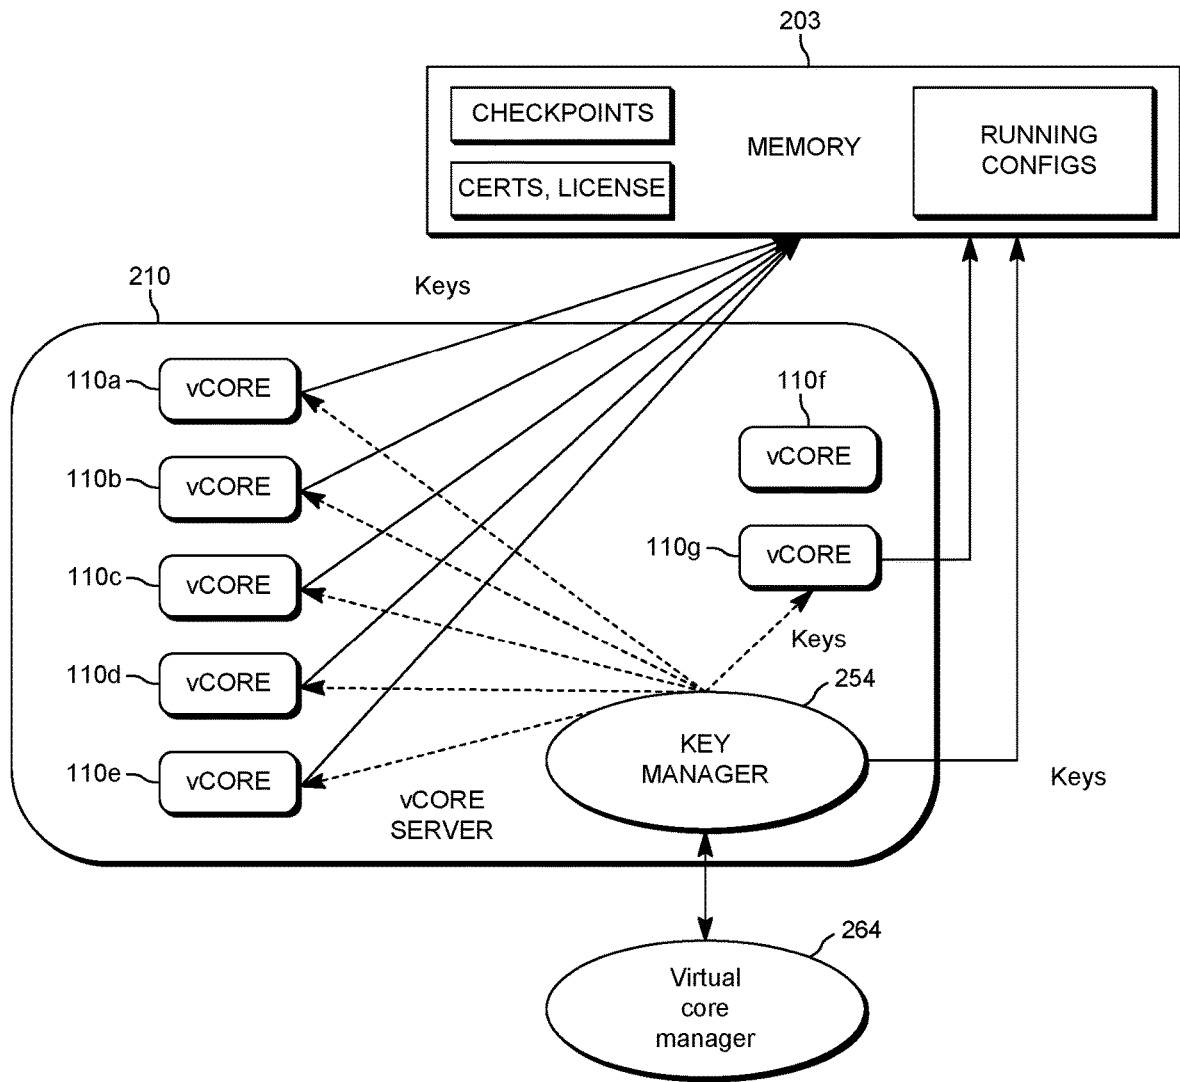 203
CHECKPOINTS
CERTS, LICENSE
MEMORY
RUNNING
CONFIGS
210
Keys
110a
vCORE
110b
vCORE
110c
vCORE
110d
vCORE
110e
vCORE
110f
vCORE
110g
vCORE
Keys
254
KEY
MANAGER
Keys
vCORE
SERVER
264
Virtual
core
manager